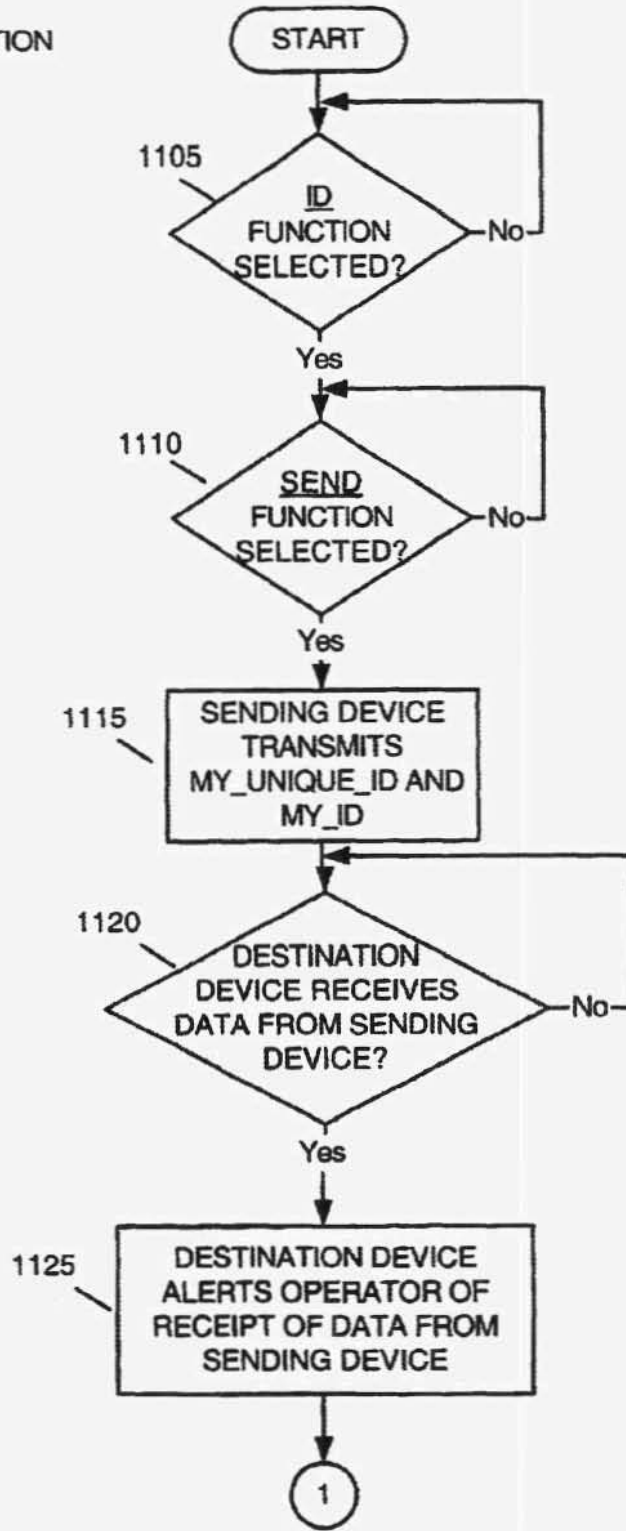 TION
START
1105
ID
FUNCTION
SELECTED?
No
Yes
1110
SEND
FUNCTION
SELECTED?
No
Yes
1115
SENDING DEVICE
TRANSMITS
MY_UNIQUE_ID AND
MY_ID
1120
DESTINATION
DEVICE RECEIVES
DATA FROM SENDING
DEVICE?
No
Yes
1125
DESTINATION DEVICE
ALERTS OPERATOR OF
RECEIPT OF DATA FROM
SENDING DEVICE
1